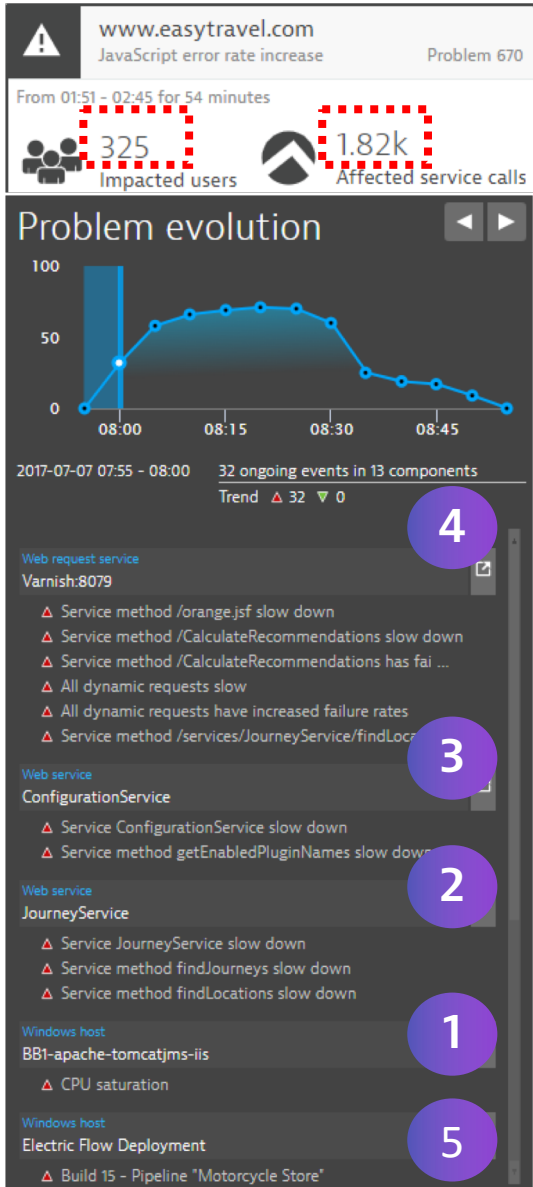 www.easytravel.com
JavaScript error rate increase Problem 670
From 01:51 - 02:45 for 54 minutes
325 1.82k
Impacted users Affected service calls
Problem evolution
100
50
0
08:00 08:15 08:30 08:45
2017-07-07 07:55 - 08:00 32 ongoing events in 13 components
Trend 32 0
4
Web request service
Varnish:8079
Service method /orange.jsf slow down
Service method /CalculateRecommendations slow down
Service method /CalculateRecommendations has fai ...
All dynamic requests slow
All dynamic requests have increased failure rates
Service method /services/JourneyService/findLoca
3
Web service
ConfigurationService
Service ConfigurationService slow down
Service method getEnabledPluginNames slow down
2
Web service
JourneyService
Service JourneyService slow down
Service method findJourneys slow down
Service method findLocations slow down
1
Windows host
BB1-apache-tomcatjms-iis
CPU saturation
Windows host
5
Electric Flow Deployment
Build 15 - Pipeline "Motorcycle Store"